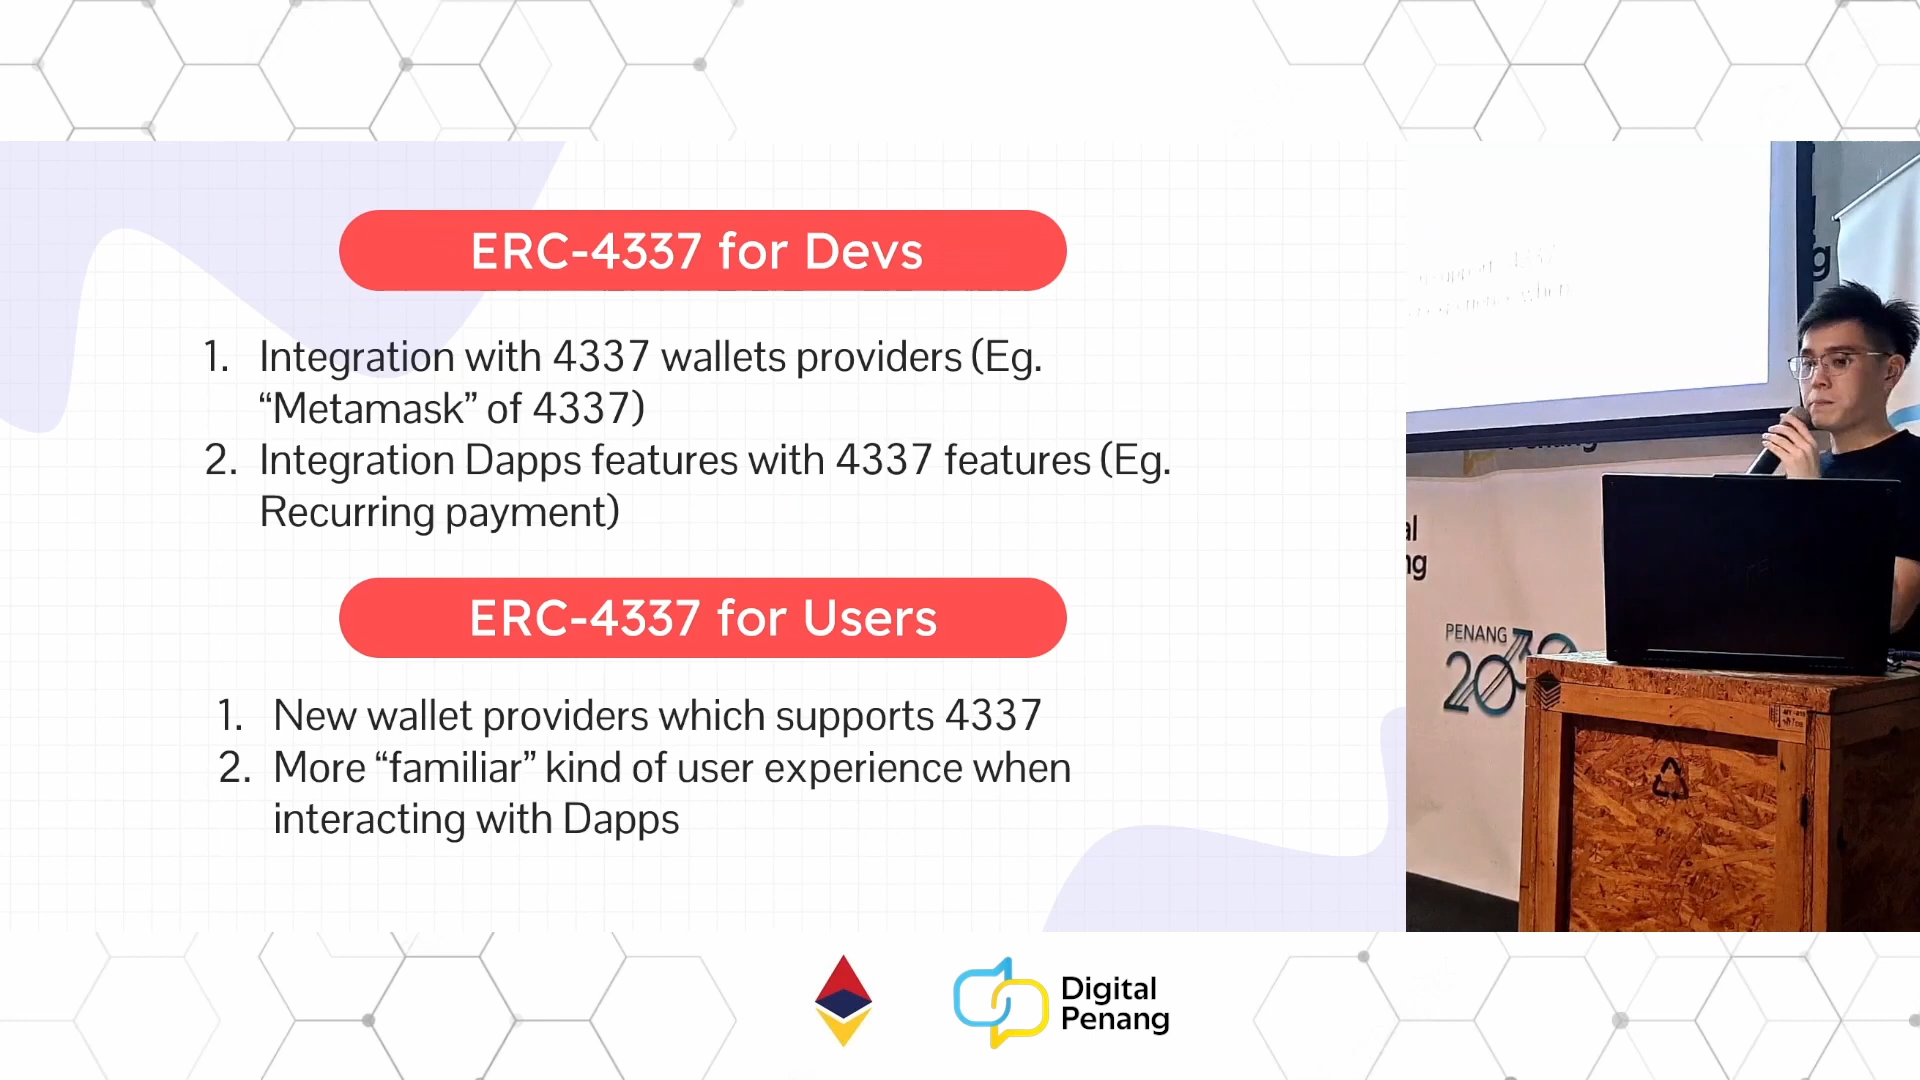 ERC-4337 for Devs
1. Integration with 4337 wallets providers (Eg.
“Metamask” of 4337)
2. Integration Dapps features with 4337 features (Eg.
Recurring payment)
ERC-4337 for Users
1. New wallet providers which supports 4337
2. More “familiar” kind of user experience when
interacting with Dapps
PENANG
2030
Digital
Penang